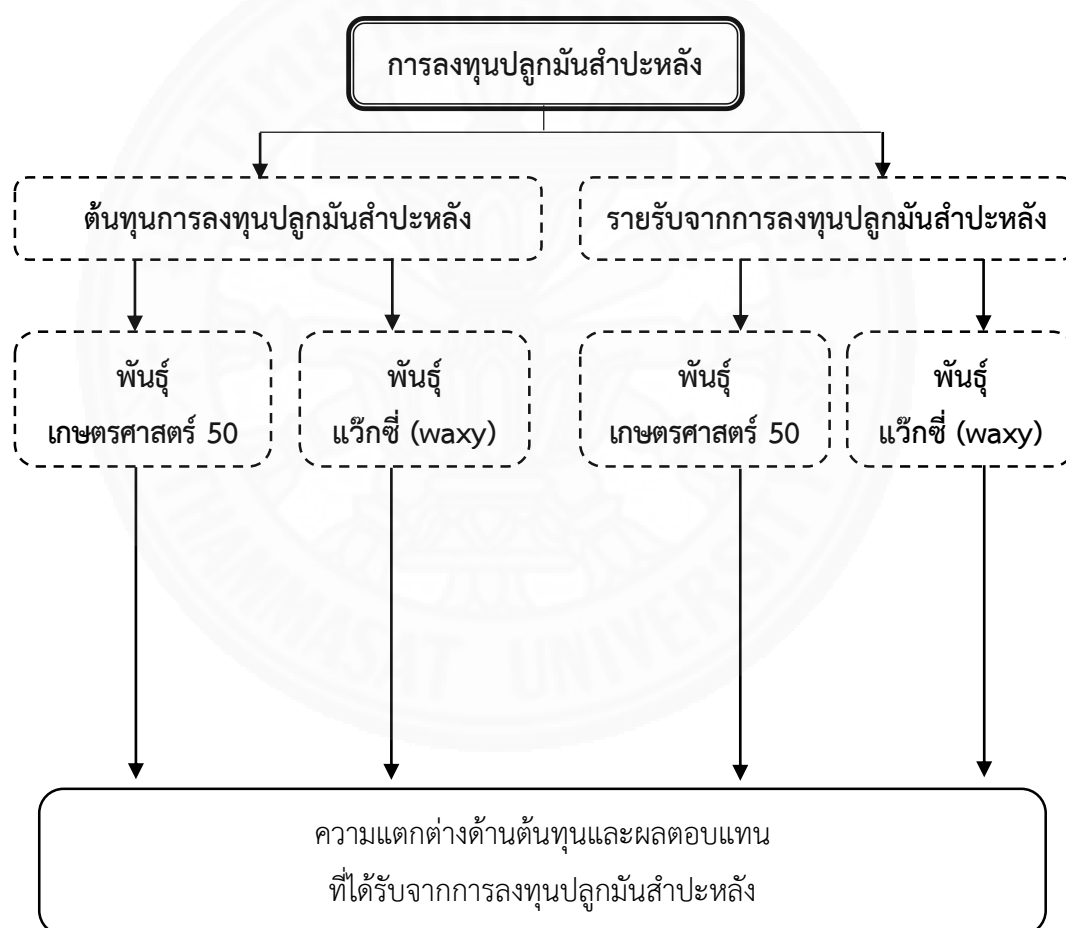 การลงทุนปลูกมันสำปะหลัง
ต้นทุนการลงทุนปลูกมันสำปะหลัง
รายรับจากการลงทุนปลูกมันสำปะหลัง
พันธุ์
เกษตรศาสตร์ 50
พันธุ์
แว๊กซี่ (waxy)
พันธุ์
เกษตรศาสตร์ 50
พันธุ์
แว๊กซี่ (waxy)
ความแตกต่างด้านต้นทุนและผลตอบแทน
ที่ได้รับจากการลงทุนปลูกมันสำปะหลัง
THAMMASAT UNIVERSITY